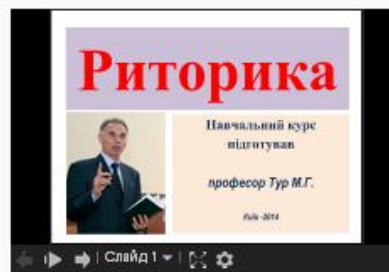 Риторика
Навчальний курс
підготував
професор Тур М.Г.
Київ -2014
Слайд 1